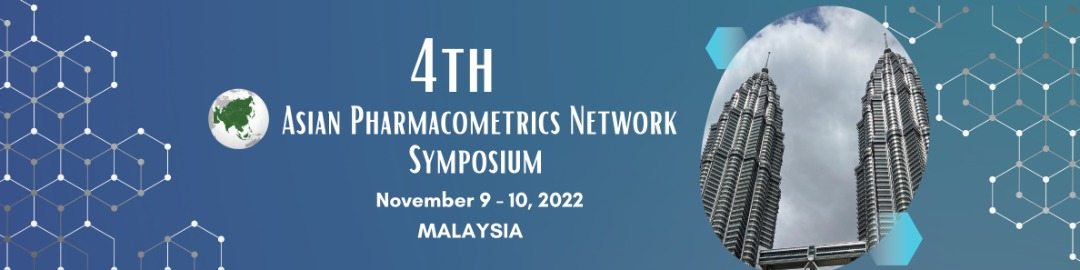 4TH
ASIAN PHARMACOMETRICS NETWORK
SYMPOSIUM
November 9 - 10, 2022
MALAYSIA